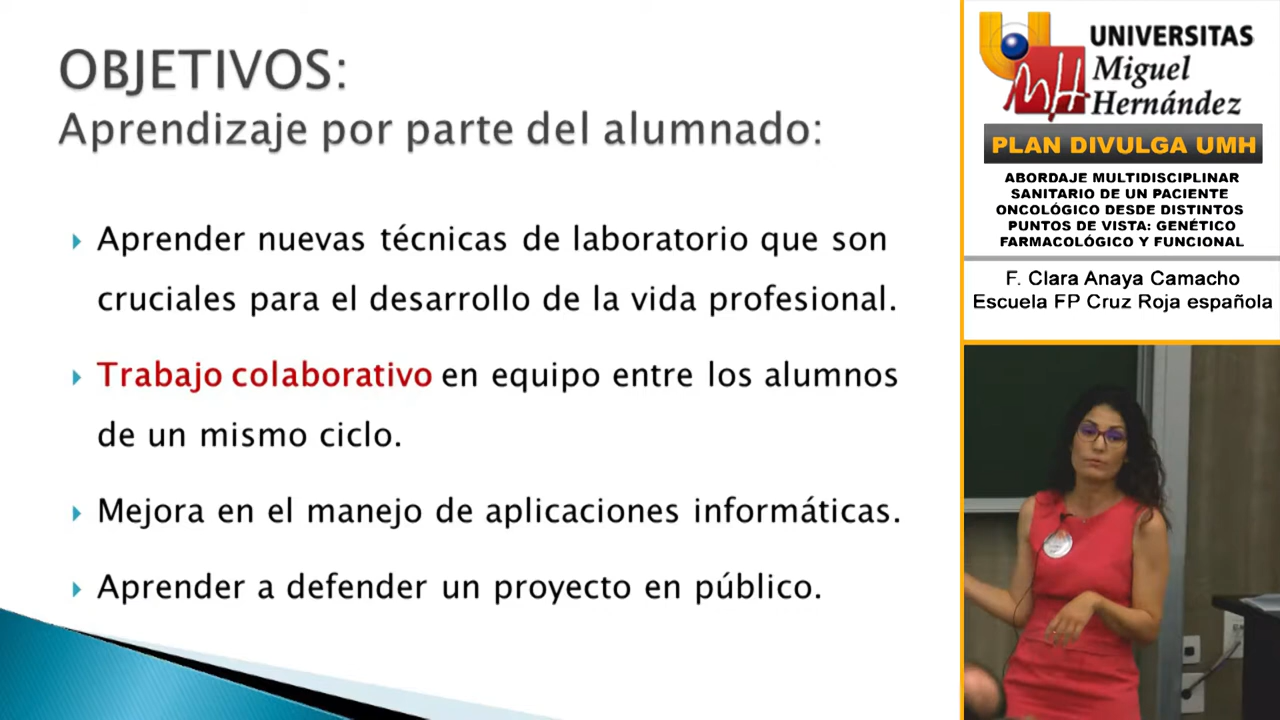 OBJETIVOS:
Aprendizaje por parte del alumnado:
Aprender nuevas técnicas de laboratorio que son
cruciales para el desarrollo de la vida profesional.
Trabajo colaborativo en equipo entre los alumnos
de un mismo ciclo.
Mejora en el manejo de aplicaciones informáticas.
Aprender a defender un proyecto en público.
UNIVERSITAS
Miguel
Hernández
PLAN DIVULGA UMH
ABORDAJE MULTIDISCIPLINAR
SANITARIO DE UN PACIENTE
ONCOLÓGICO DESDE DISTINTOS
PUNTOS DE VISTA: GENÉTICO
FARMACOLÓGICO Y FUNCIONAL
F. Clara Anaya Camacho
Escuela FP Cruz Roja española